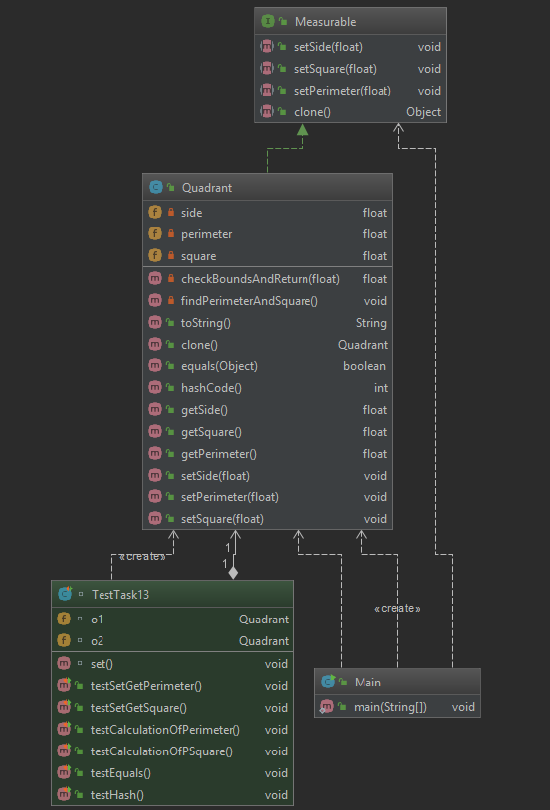 Measurable
setSide(float) void
setSquare(float) void
setPerimeter(float) void
clone() Object
Quadrant
side float
perimeter float
square float
checkBoundsAndReturn(float) float
findPerimeterAndSquare() void
toString() String
clone() Quadrant
equals(Object) boolean
hashCode() int
getSide() float
getSquare() float
getPerimeter() float
setSide(float) void
setPerimeter(float) void
setSquare(float) void
1
«create»
1
TestTask13
o1 Quadrant
o2 Quadrant
set() void
testSetGetPerimeter() void
testSetGetSquare() void
testCalculationOfPerimeter() void
testCalculationOfPSquare() void
testEquals() void
testHash() void
«create»
Main
main(String[]) void